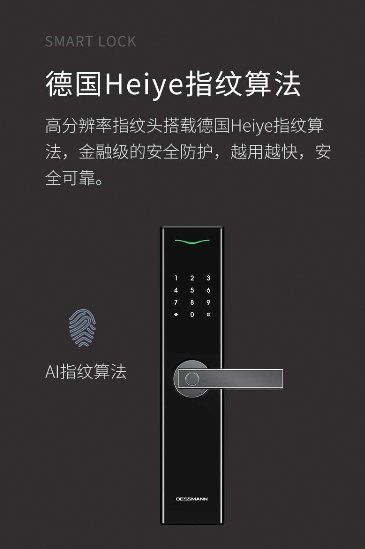 SMART LOCK
德国Heiye指纹算法
高分辨率指纹头搭载德国Heiye指纹算
法，金融级的安全防护，越用越快，安
全可靠。
1 2 3
4 5 6
7 8 9
0
AI指纹算法
DESSMANN